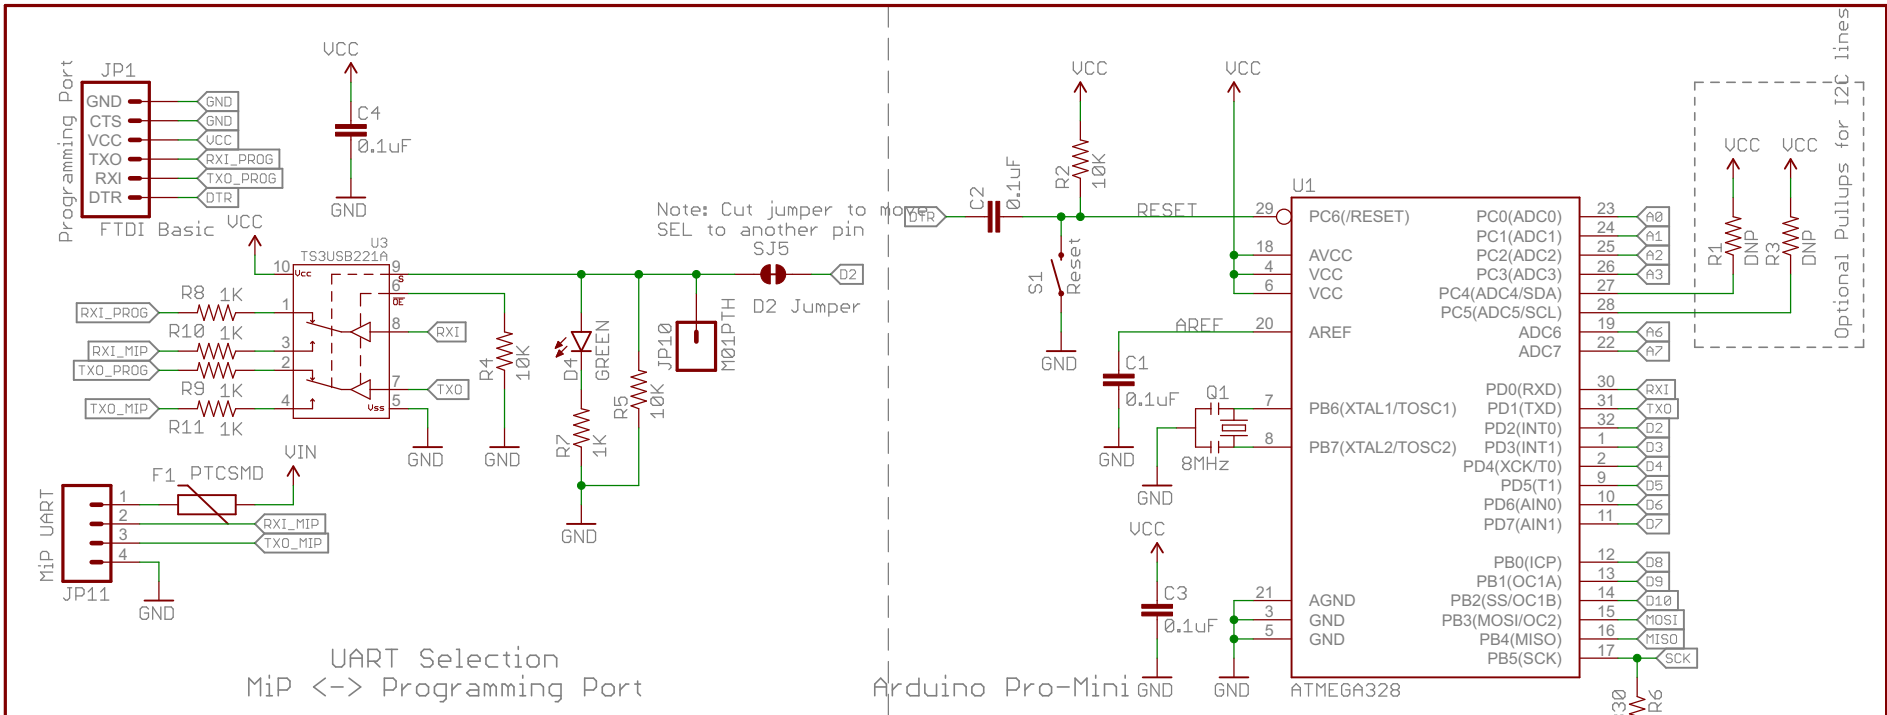 Programming Port
JP1
GND
CTS
VCC
TXO
RXI
DTR
GND
GND
VCC
RXI_PROG
TXO_PROG
DTR
FTDI Basic
VCC
C4
0.1uF
GND
VCC
U3
TS3USB221A
10
Vcc
9
S
6
OE
1
8
3
2
7
4
5
Vss
RXI_PROG
R8 1K
R10 1K
RXI_MIP
TXO_PROG
R9 1K
TXO_MIP
R11 1K
RXI
TXO
GND
R4
10K
GND
D4
GREEN
R7
1K
GND
R5
10K
JP10
M01PTH
Note: Cut jumper to move
SEL to another pin
SJ5
D2
D2 Jumper
MiP UART
JP11
1
2
3
4
F1 PTCSMD
VIN
RXI_MIP
TXO_MIP
GND
UART Selection
MiP <-> Programming Port
DTR
C2
0.1uF
VCC
R2
10K
RESET
S1
Reset
GND
VCC
AREF
C1
0.1uF
GND
Q1
8MHz
GND
VCC
C3
0.1uF
GND
GND
Arduino Pro-Mini
U1
29 PC6(/RESET)
18 AVCC
4 VCC
6 VCC
20 AREF
7 PB6(XTAL1/TOSC1)
8 PB7(XTAL2/TOSC2)
21 AGND
3 GND
5 GND
PC0(ADC0) 23 A0
PC1(ADC1) 24 A1
PC2(ADC2) 25 A2
PC3(ADC3) 26 A3
PC4(ADC4/SDA) 27
PC5(ADC5/SCL) 28
ADC6 19 A6
ADC7 22 A7
PD0(RXD) 30 RXI
PD1(TXD) 31 TXO
PD2(INT0) 32 D2
PD3(INT1) 1 D3
PD4(XCK/T0) 2 D4
PD5(T1) 9 D5
PD6(AIN0) 10 D6
PD7(AIN1) 11 D7
PB0(ICP) 12 D8
PB1(OC1A) 13 D9
PB2(SS/OC1B) 14 D10
PB3(MOSI/OC2) 15 MOSI
PB4(MISO) 16 MISO
PB5(SCK) 17 SCK
ATMEGA328
VCC
R1
DNP
VCC
R3
DNP
Optional Pullups for I2C lines
R6